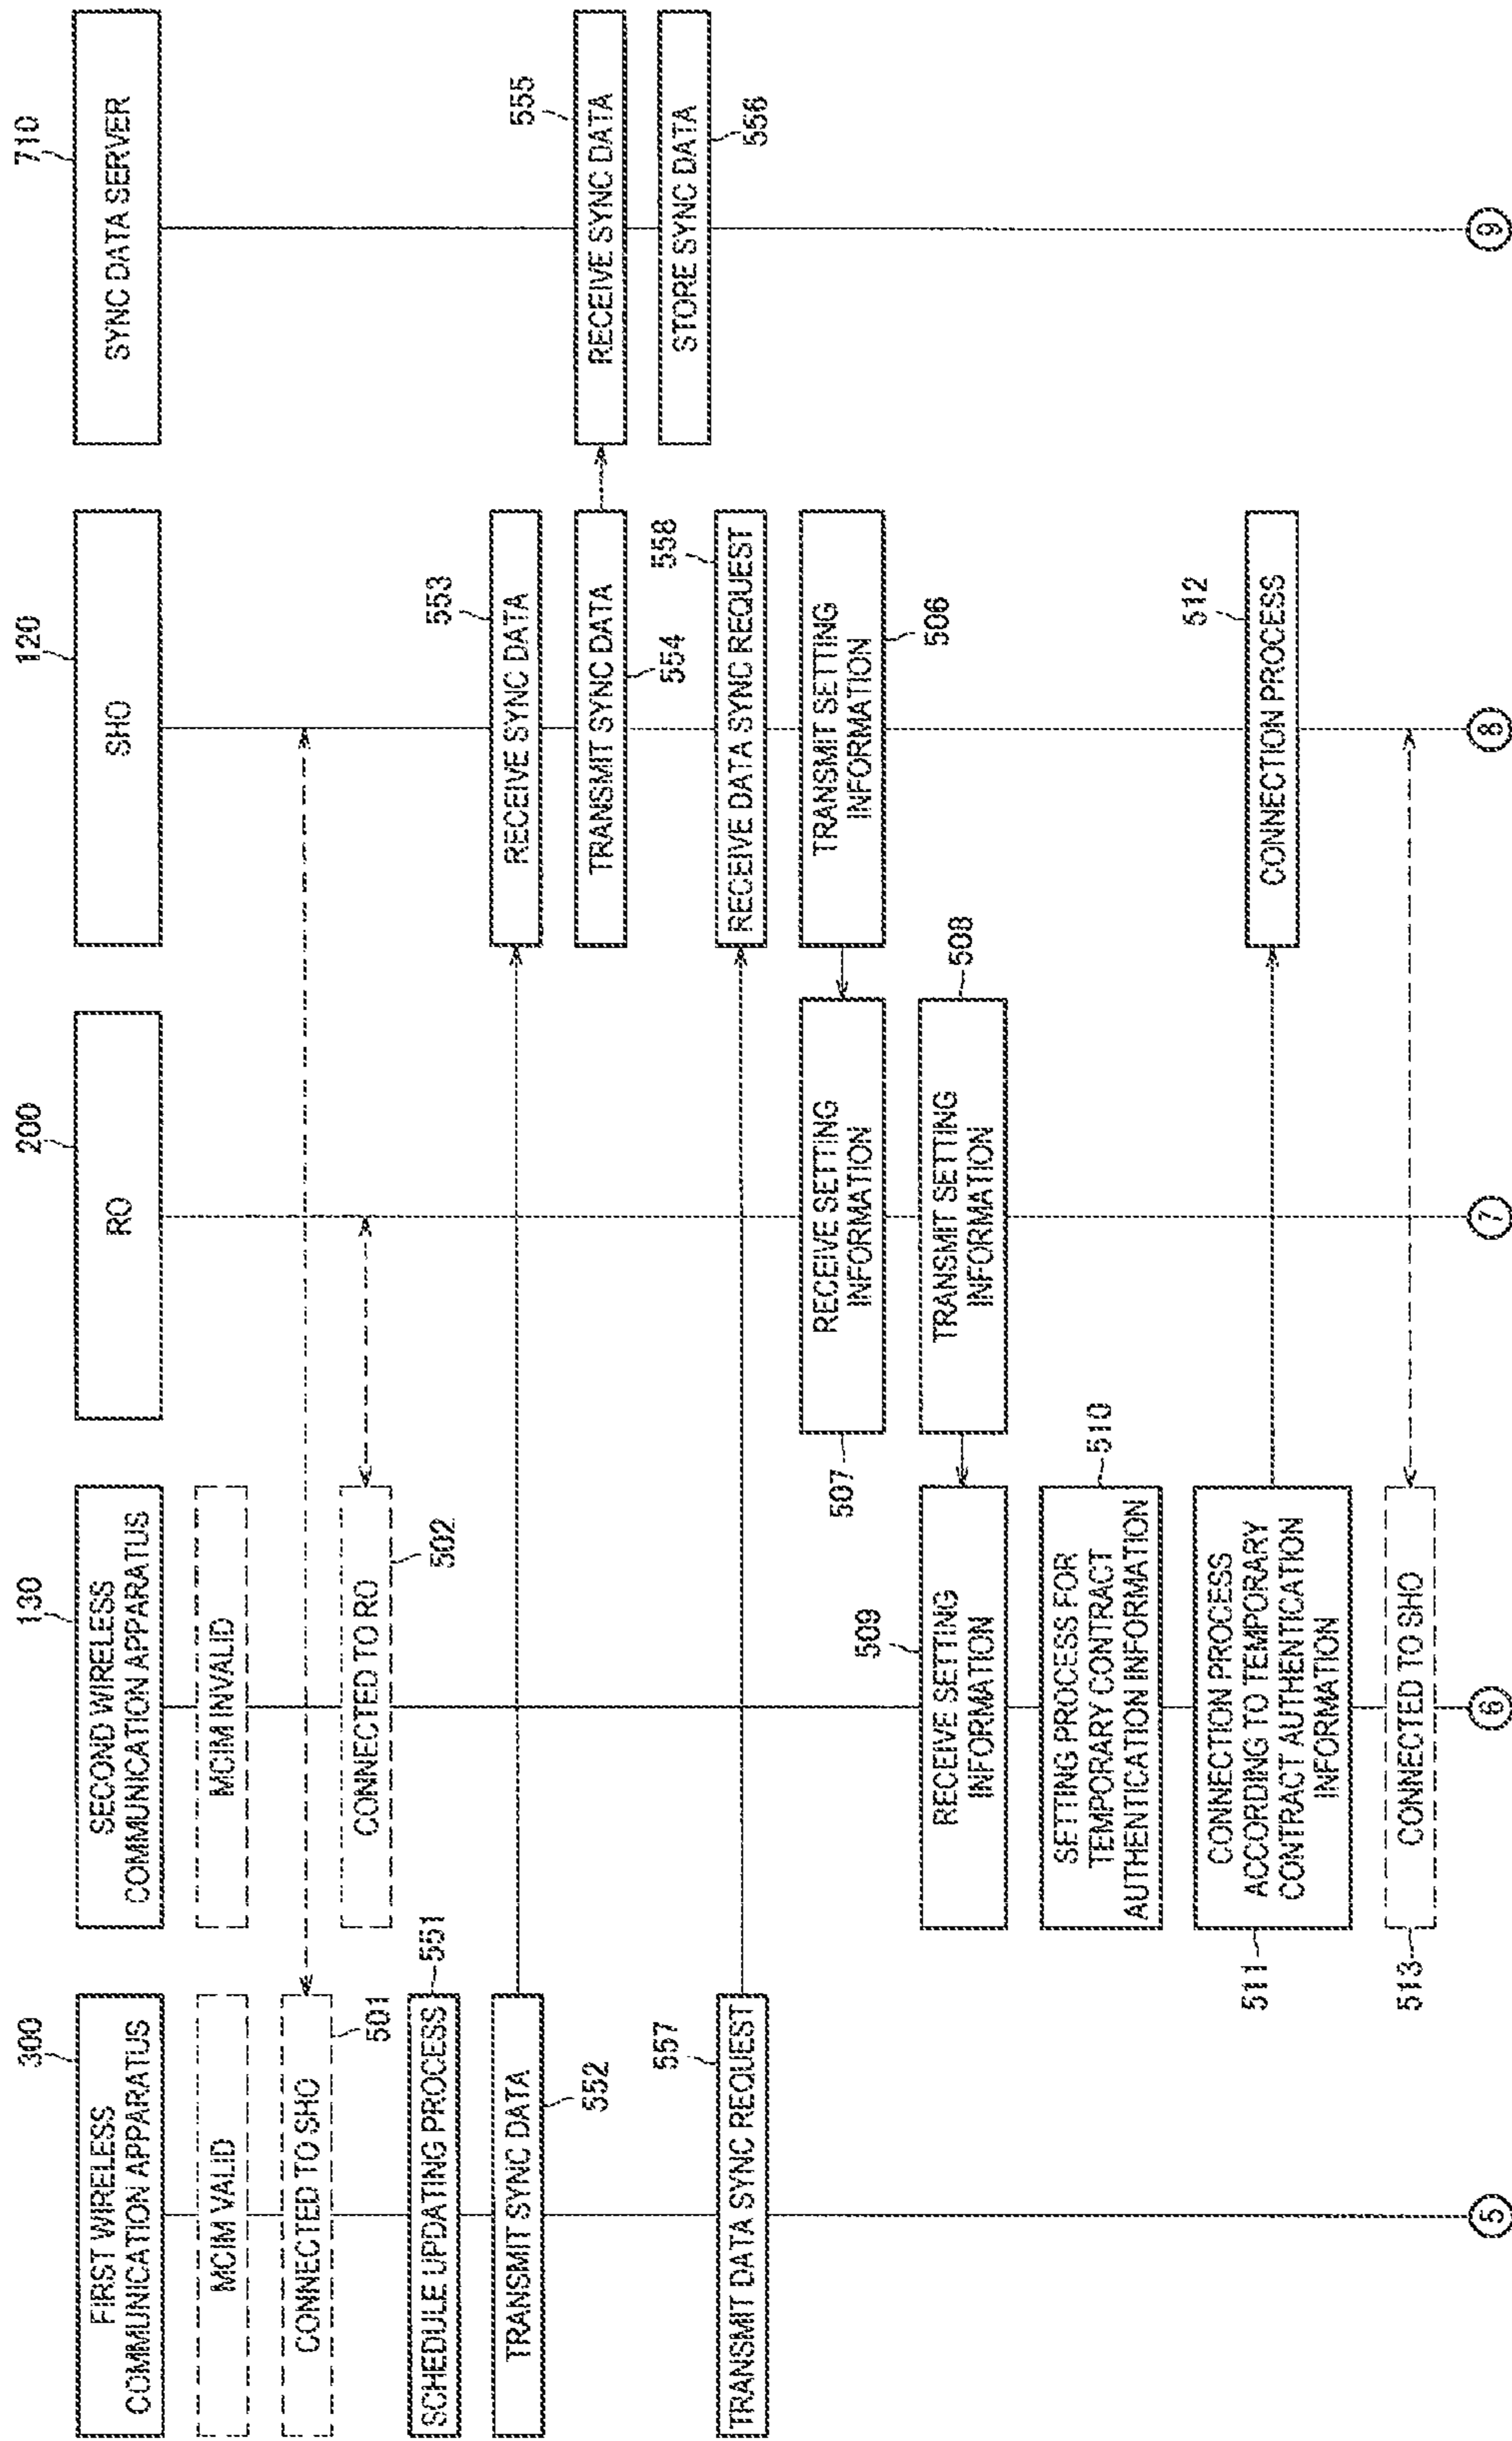 300
FIRST WIRELESS
COMMUNICATION APPARATUS
130
SECOND WIRELESS
COMMUNICATION APPARATUS
200
RO
120
SHO
710
SYNC DATA SERVER
MCIM VALID
MCIM INVALID
CONNECTED TO SHO
501
CONNECTED TO RO
502
SCHEDULE UPDATING PROCESS
551
TRANSMIT SYNC DATA
552
553
RECEIVE SYNC DATA
TRANSMIT SYNC DATA
554
555
RECEIVE SYNC DATA
STORE SYNC DATA
556
557
TRANSMIT DATA SYNC REQUEST
558
RECEIVE DATA SYNC REQUEST
TRANSMIT SETTING
INFORMATION
506
RECEIVE SETTING
INFORMATION
507
TRANSMIT SETTING
INFORMATION
508
509
RECEIVE SETTING
INFORMATION
SETTING PROCESS FOR
TEMPORARY CONTRACT
AUTHENTICATION INFORMATION
510
CONNECTION PROCESS
ACCORDING TO TEMPORARY
CONTRACT AUTHENTICATION
INFORMATION
511
512
CONNECTION PROCESS
CONNECTED TO SHO
513
5
6
7
8
9